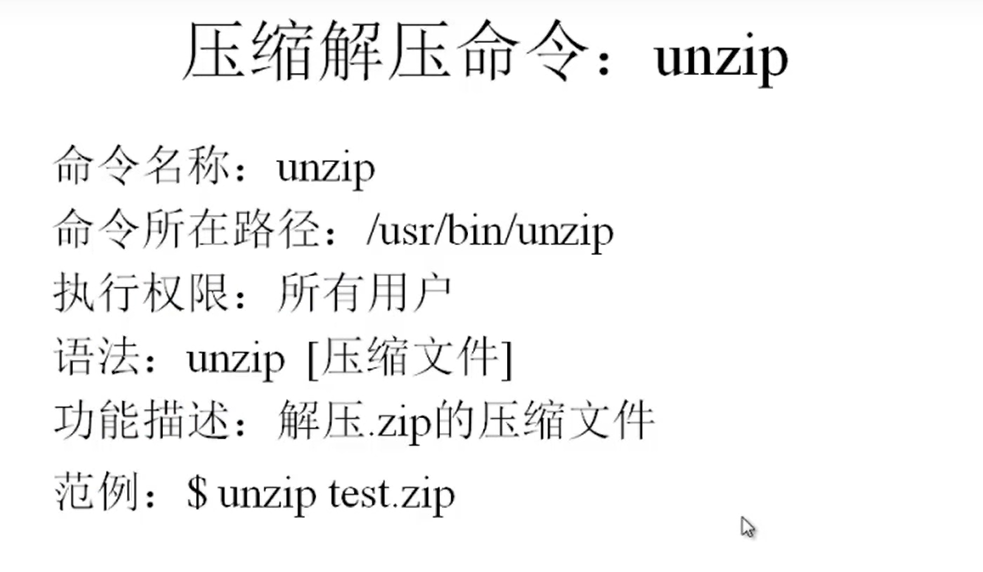 压缩解压命令：unzip
命令名称：unzip
命令所在路径：/usr/bin/unzip
执行权限：所有用户
语法：unzip [压缩文件]
功能描述：解压.zip的压缩文件
范例：$ unzip test.zip